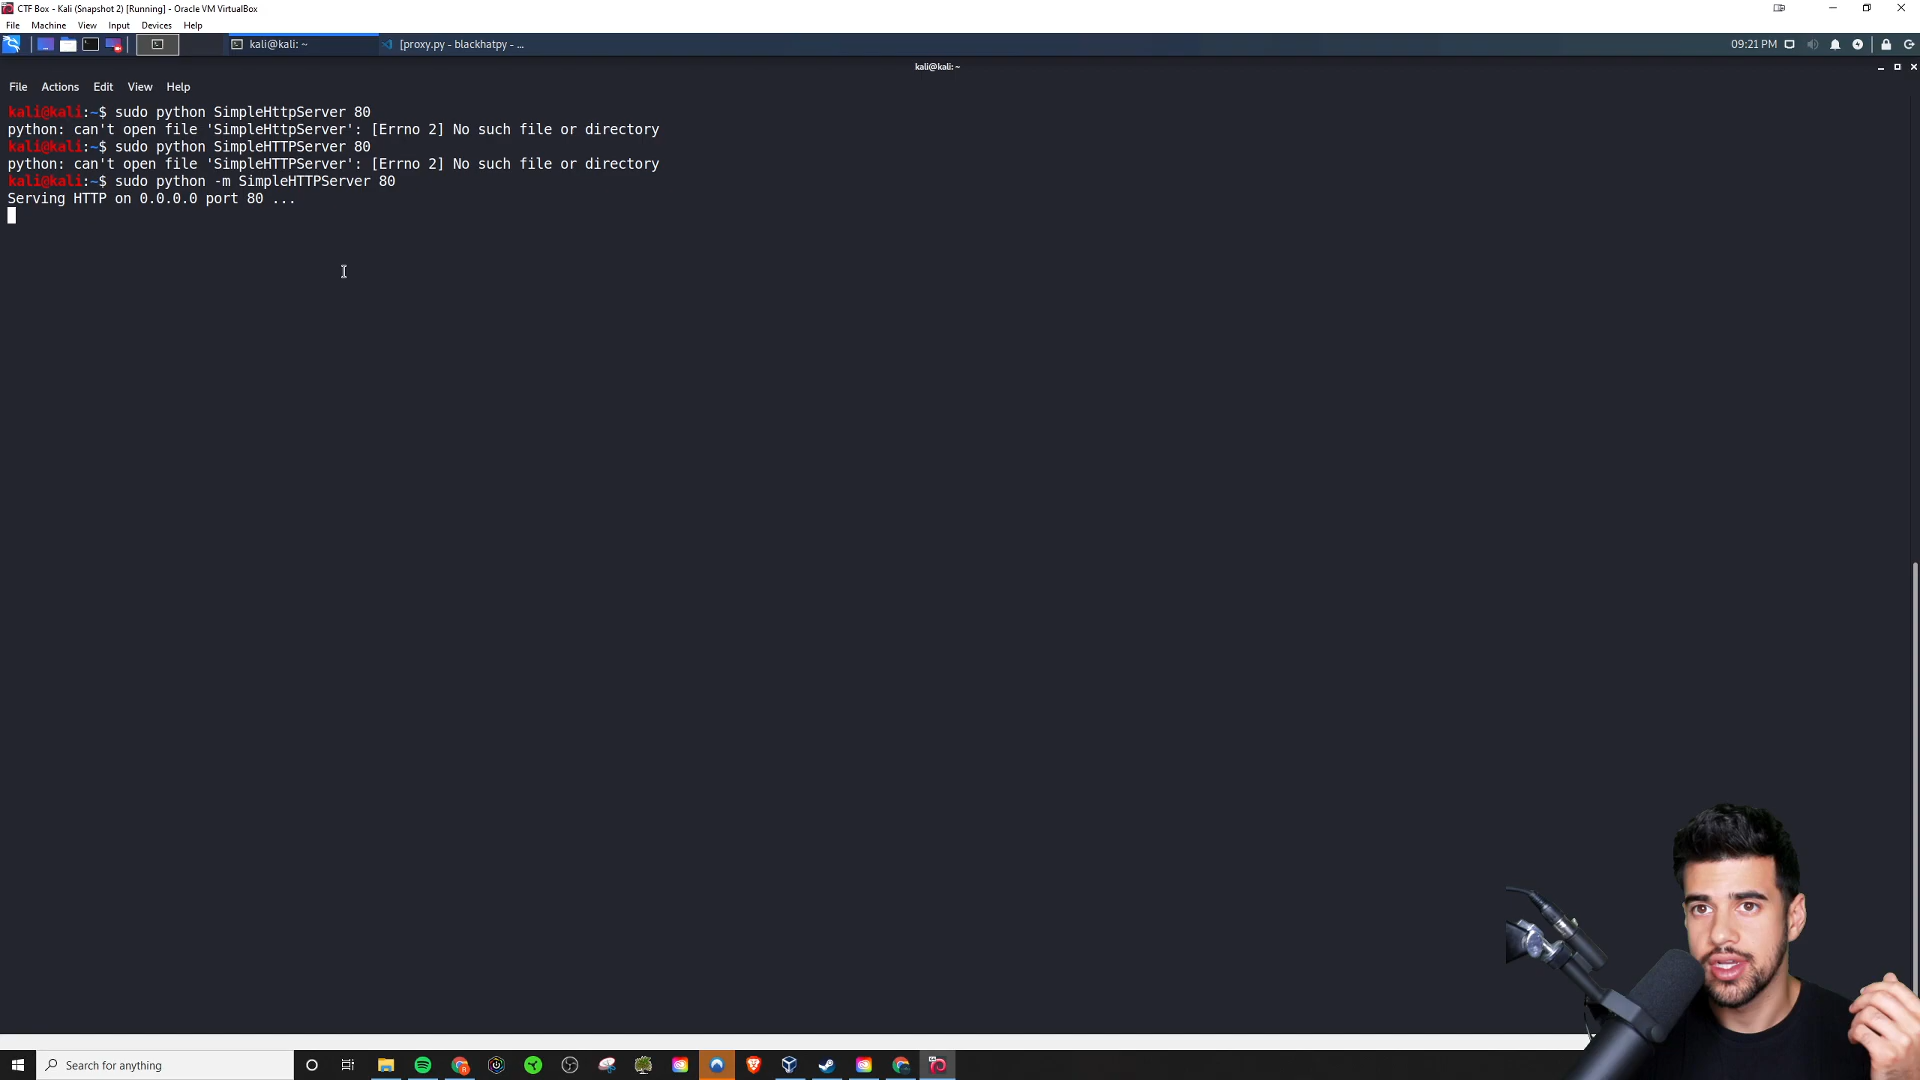 CTF Box - Kali (Snapshot 2) [Running] - Oracle VM VirtualBox
File Machine View Input Devices Help
kali@kali: ~
[proxy.py - blackhatpy - ...
09:21 PM
kali@kali: ~
File Actions Edit View Help
kali@kali:~$ sudo python SimpleHttpServer 80
python: can't open file 'SimpleHttpServer': [Errno 2] No such file or directory
kali@kali:~$ sudo python SimpleHTTPServer 80
python: can't open file 'SimpleHTTPServer': [Errno 2] No such file or directory
kali@kali:~$ sudo python -m SimpleHTTPServer 80
Serving HTTP on 0.0.0.0 port 80 ...
Search for anything